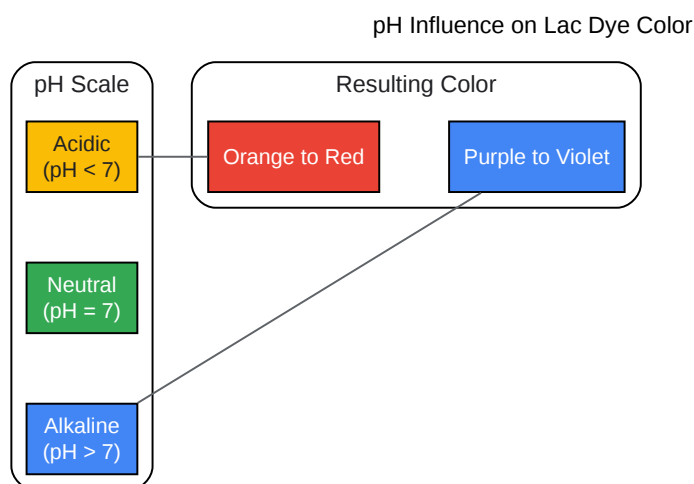 pH Influence on Lac Dye Color
pH Scale
Resulting Color
Acidic
(pH < 7)
Orange to Red
Purple to Violet
Neutral
(pH = 7)
Alkaline
(pH > 7)